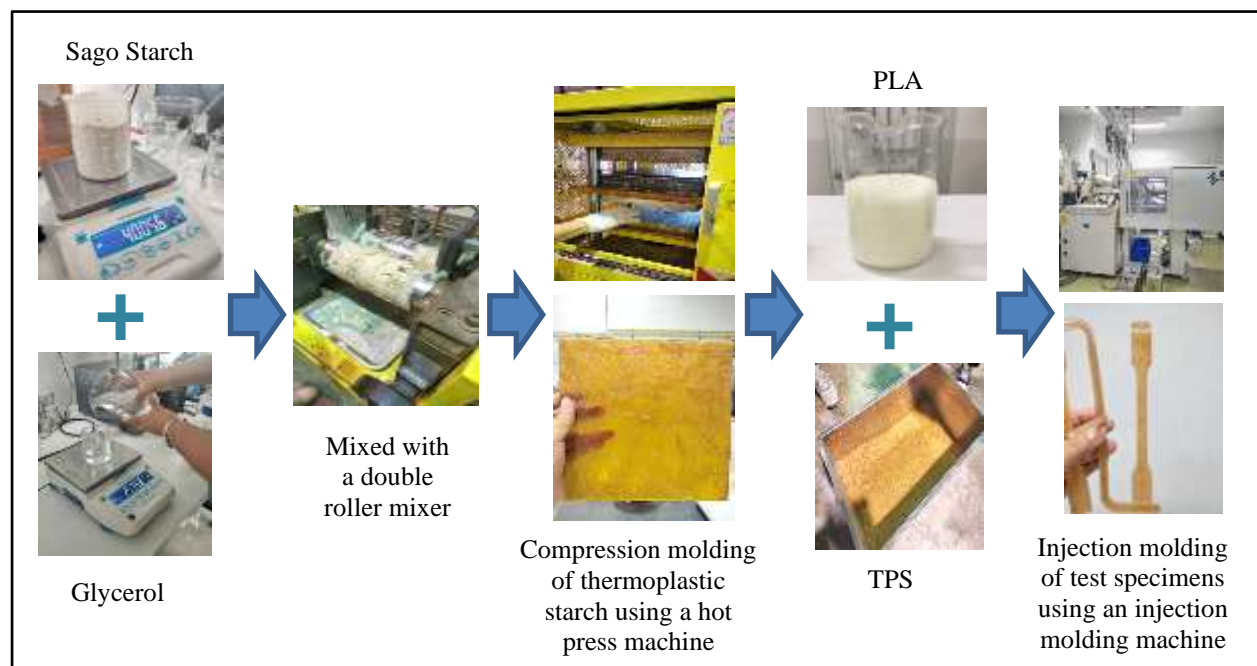 Sago Starch
Glycerol
Mixed with
a double
roller mixer
Compression molding
of thermoplastic
starch using a hot
press machine
PLA
TPS
Injection molding
of test specimens
using an injection
molding machine